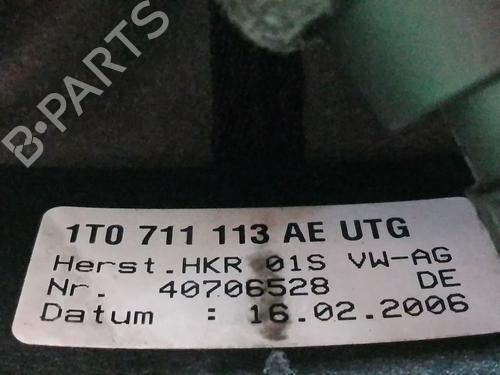 B-PARTS
1T0 711 113 AE UTG
Herst.HKR 01S VW-AG
Nr. 40706528 DE
Datum : 16.02.2006